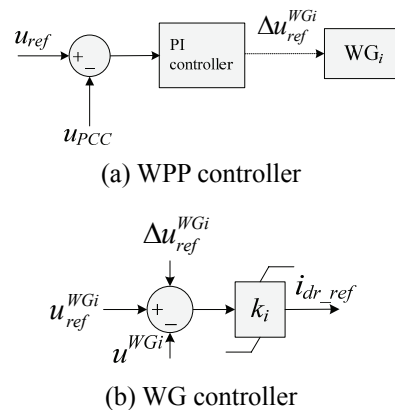 u_ref
+
−
u_PCC
PI
controller
Δu_ref^WGi
WG_i
(a) WPP controller
Δu_ref^WGi
u_ref^WGi
+
−
u^WGi
k_i
i_dr_ref
(b) WG controller